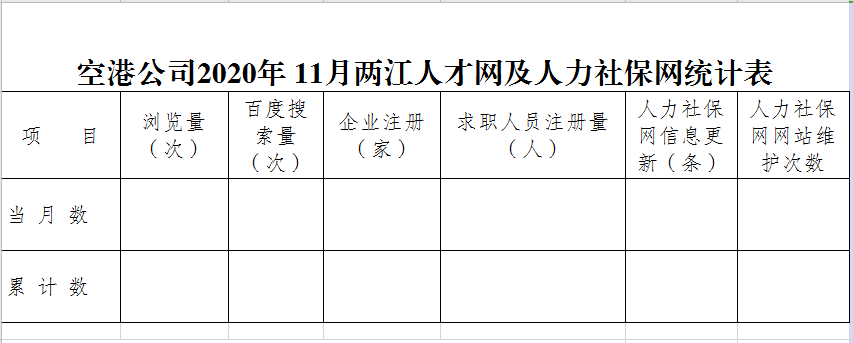 空港公司2020年 11月两江人才网及人力社保网统计表
项 目
浏览量
（次）
百度搜
索量
（次）
企业注册
（家）
求职人员注册量
（人）
人力社保
网信息更
新（条）
人力社保
网网站维
护次数
当 月 数
累 计 数